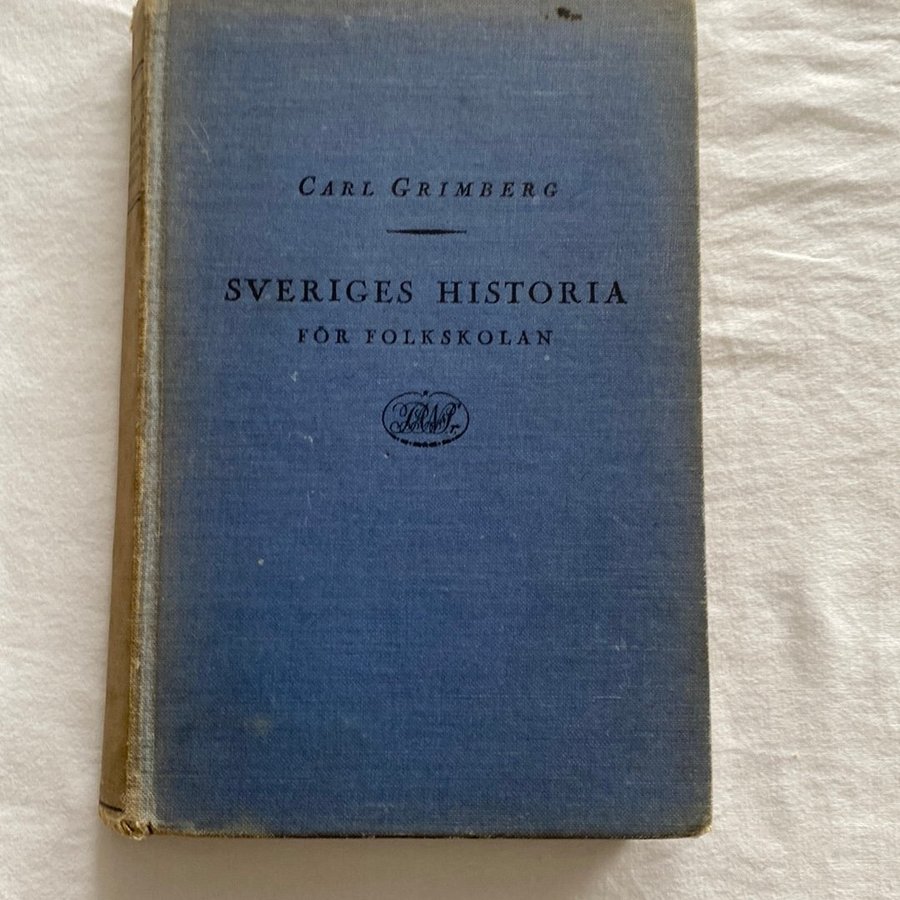 CARL GRIMBERG
SVERIGES HISTORIA
FÖR FOLKSKOLAN